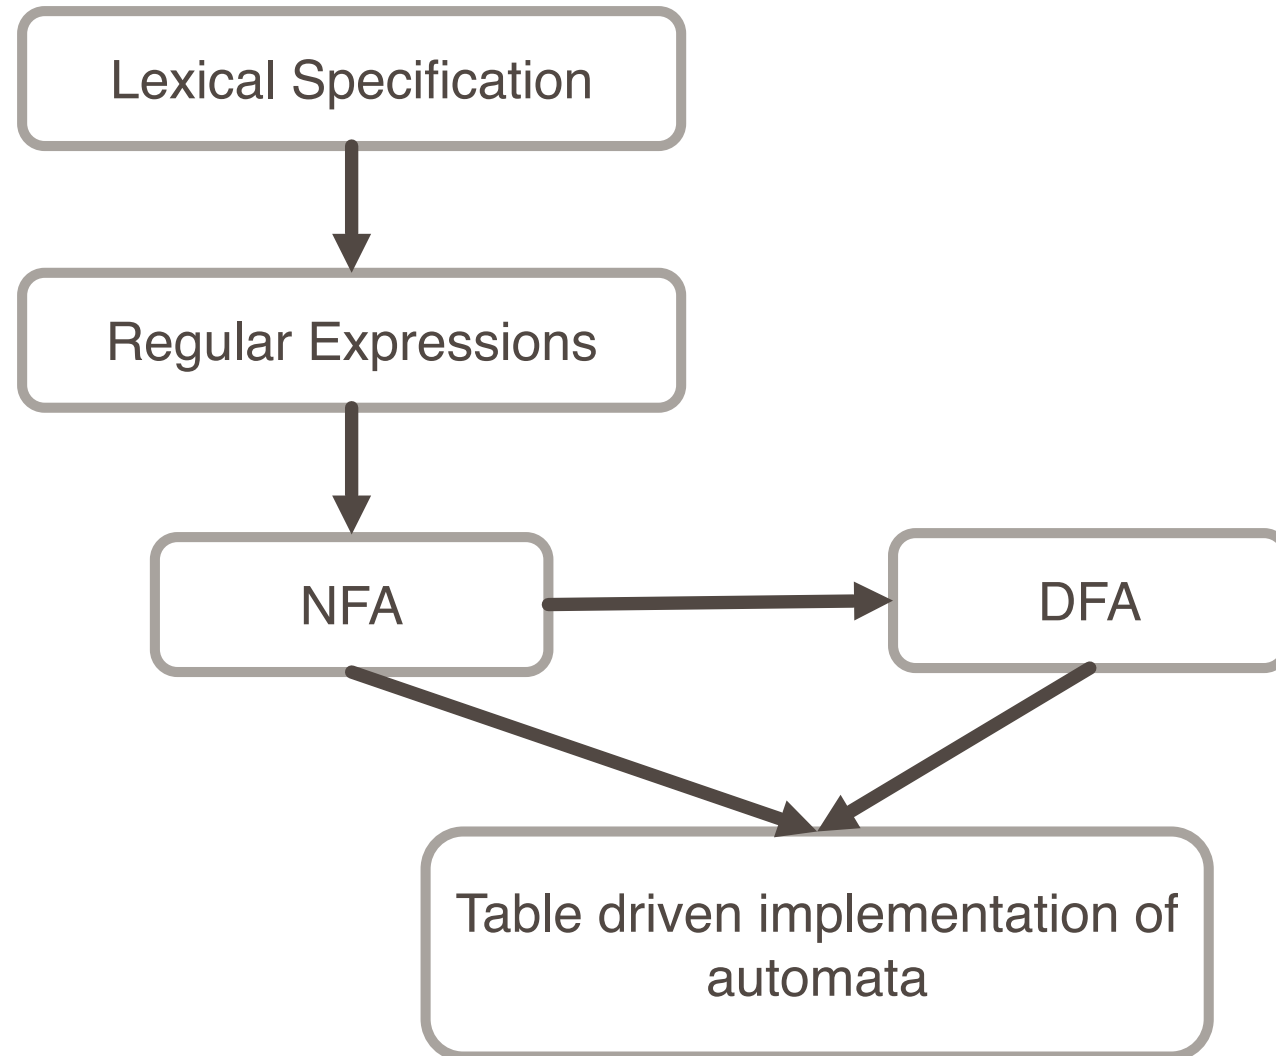 Lexical Specification
Regular Expressions
NFA
DFA
Table driven implementation of
automata